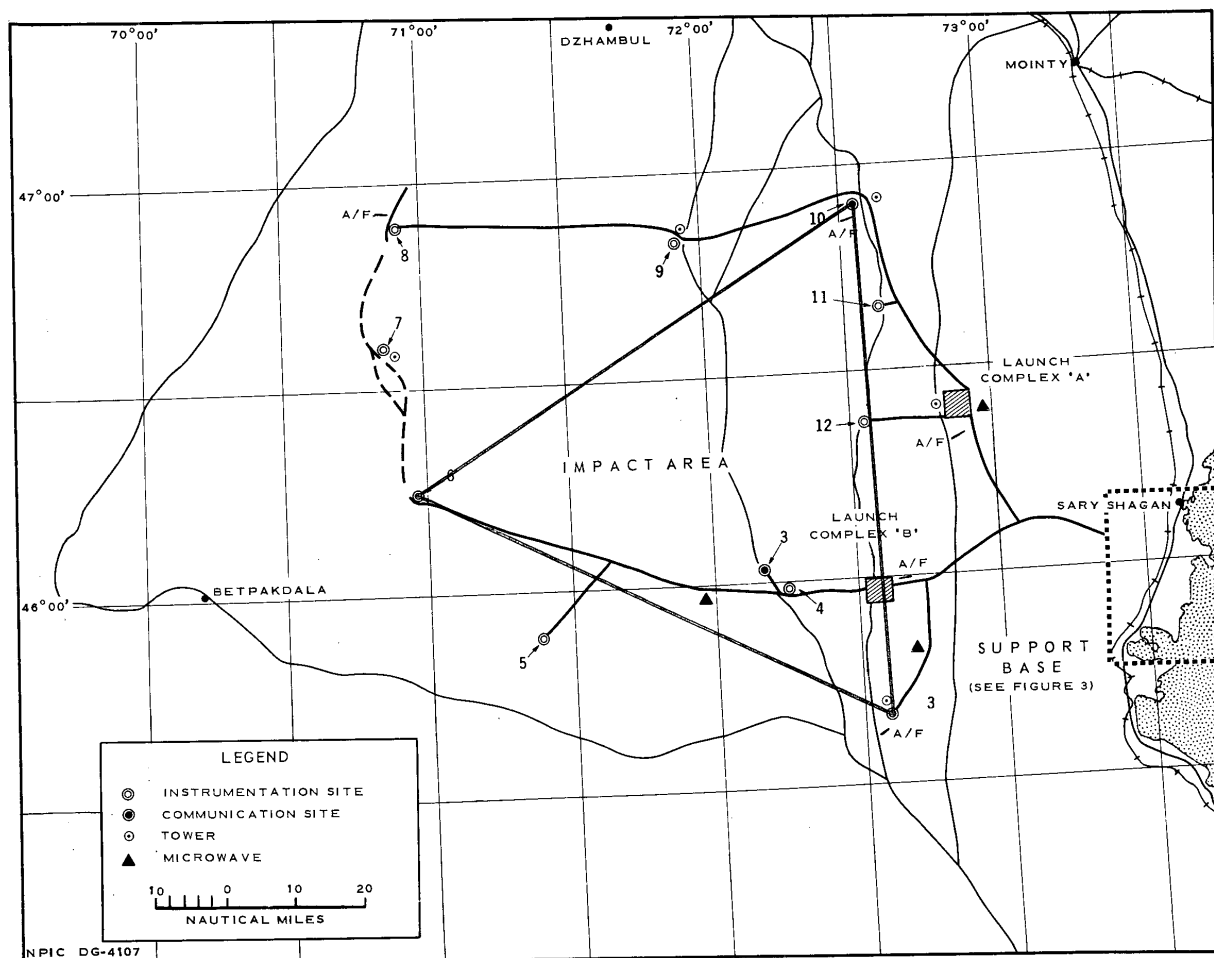 70°00'
71°00'
72°00'
73°00'
DZHAMBUL
MOINTY
47°00'
A/F
8
9
10
A/F
11
7
LAUNCH
COMPLEX 'A'
12
A/F
IMPACT AREA
6
SARY SHAGAN
LAUNCH
COMPLEX 'B'
3
A/F
4
46°00'
BETPAKDALA
5
SUPPORT
BASE
(SEE FIGURE 3)
3
A/F
LEGEND
INSTRUMENTATION SITE
COMMUNICATION SITE
TOWER
MICROWAVE
10 0 10 20
NAUTICAL MILES
NPIC DG-4107